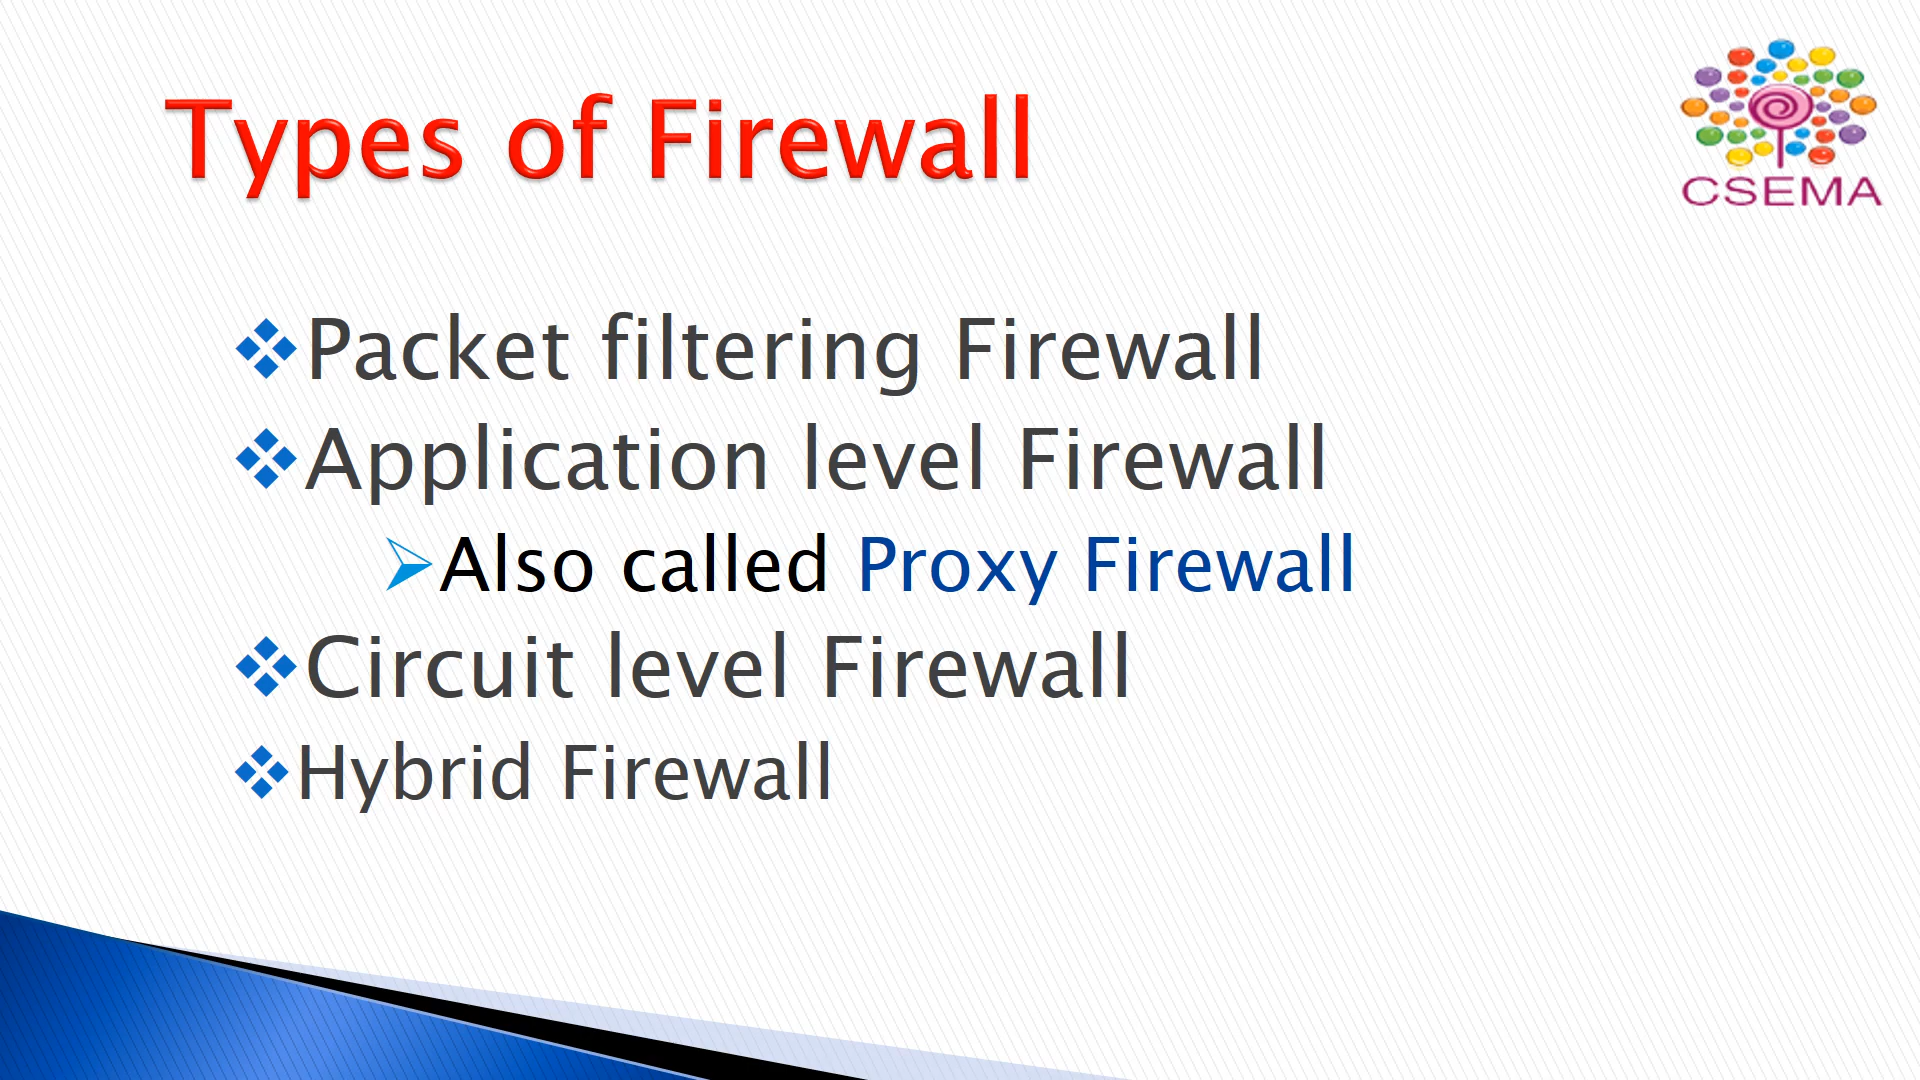 Types of Firewall
CSEMA
Packet filtering Firewall
Application level Firewall
Also called Proxy Firewall
Circuit level Firewall
Hybrid Firewall